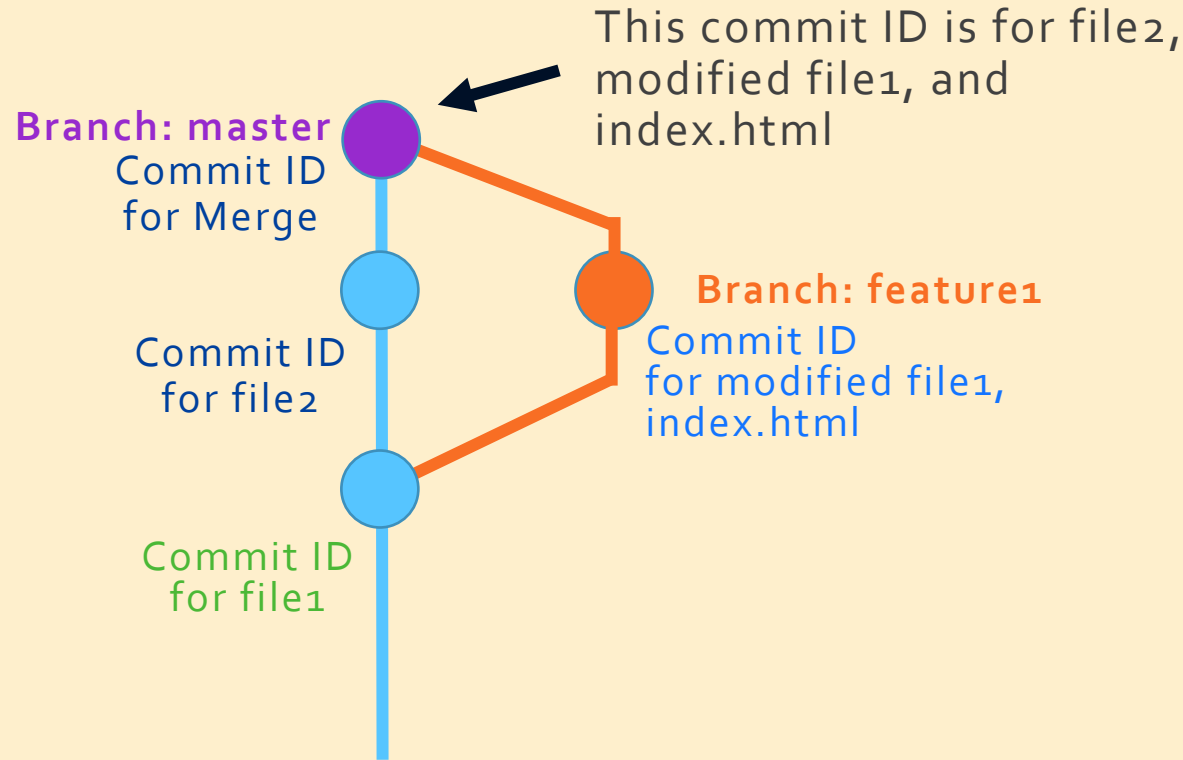 This commit ID is for file2,
modified file1, and
index.html
Branch: master
Commit ID
for Merge
Branch: feature1
Commit ID
for modified file1,
index.html
Commit ID
for file2
Commit ID
for file1